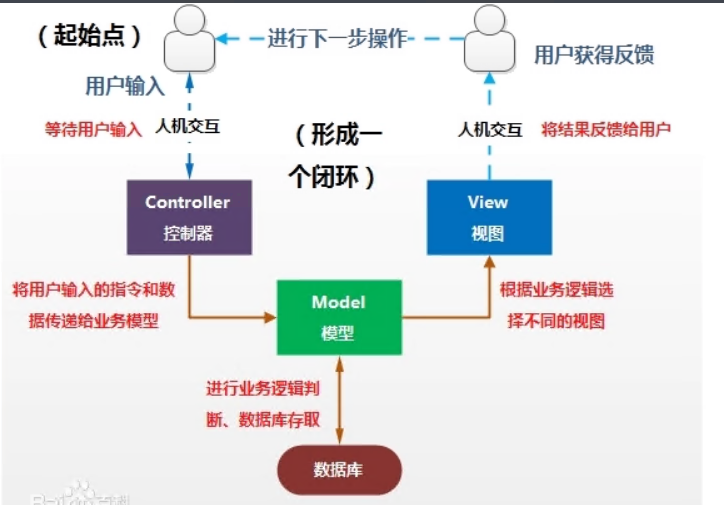 （起始点）
进行下一步操作
用户获得反馈
用户输入
等待用户输入
人机交互
（形成一
个闭环）
人机交互
将结果反馈给用户
Controller
控制器
View
视图
将用户输入的指令和数
据传递给业务模型
Model
模型
根据业务逻辑选
择不同的视图
进行业务逻辑判
断、数据库存取
数据库